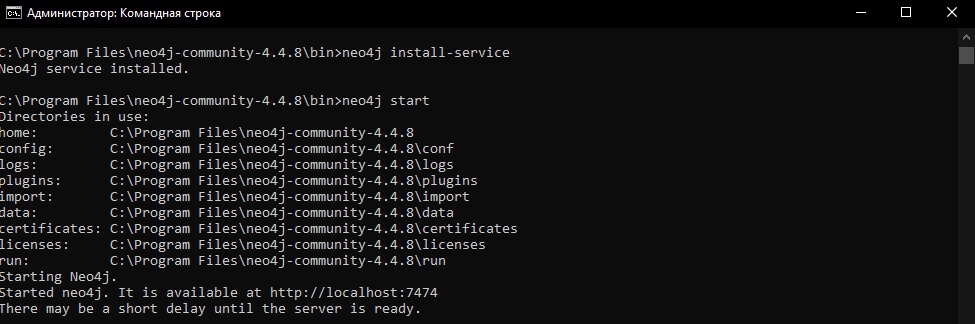 Администратор: Командная строка
C:\Program Files\neo4j-community-4.4.8\bin>neo4j install-service
Neo4j service installed.
C:\Program Files\neo4j-community-4.4.8\bin>neo4j start
Directories in use:
home:         C:\Program Files\neo4j-community-4.4.8
config:       C:\Program Files\neo4j-community-4.4.8\conf
logs:         C:\Program Files\neo4j-community-4.4.8\logs
plugins:      C:\Program Files\neo4j-community-4.4.8\plugins
import:       C:\Program Files\neo4j-community-4.4.8\import
data:         C:\Program Files\neo4j-community-4.4.8\data
certificates: C:\Program Files\neo4j-community-4.4.8\certificates
licenses:     C:\Program Files\neo4j-community-4.4.8\licenses
run:          C:\Program Files\neo4j-community-4.4.8\run
Starting Neo4j.
Started neo4j. It is available at http://localhost:7474
There may be a short delay until the server is ready.